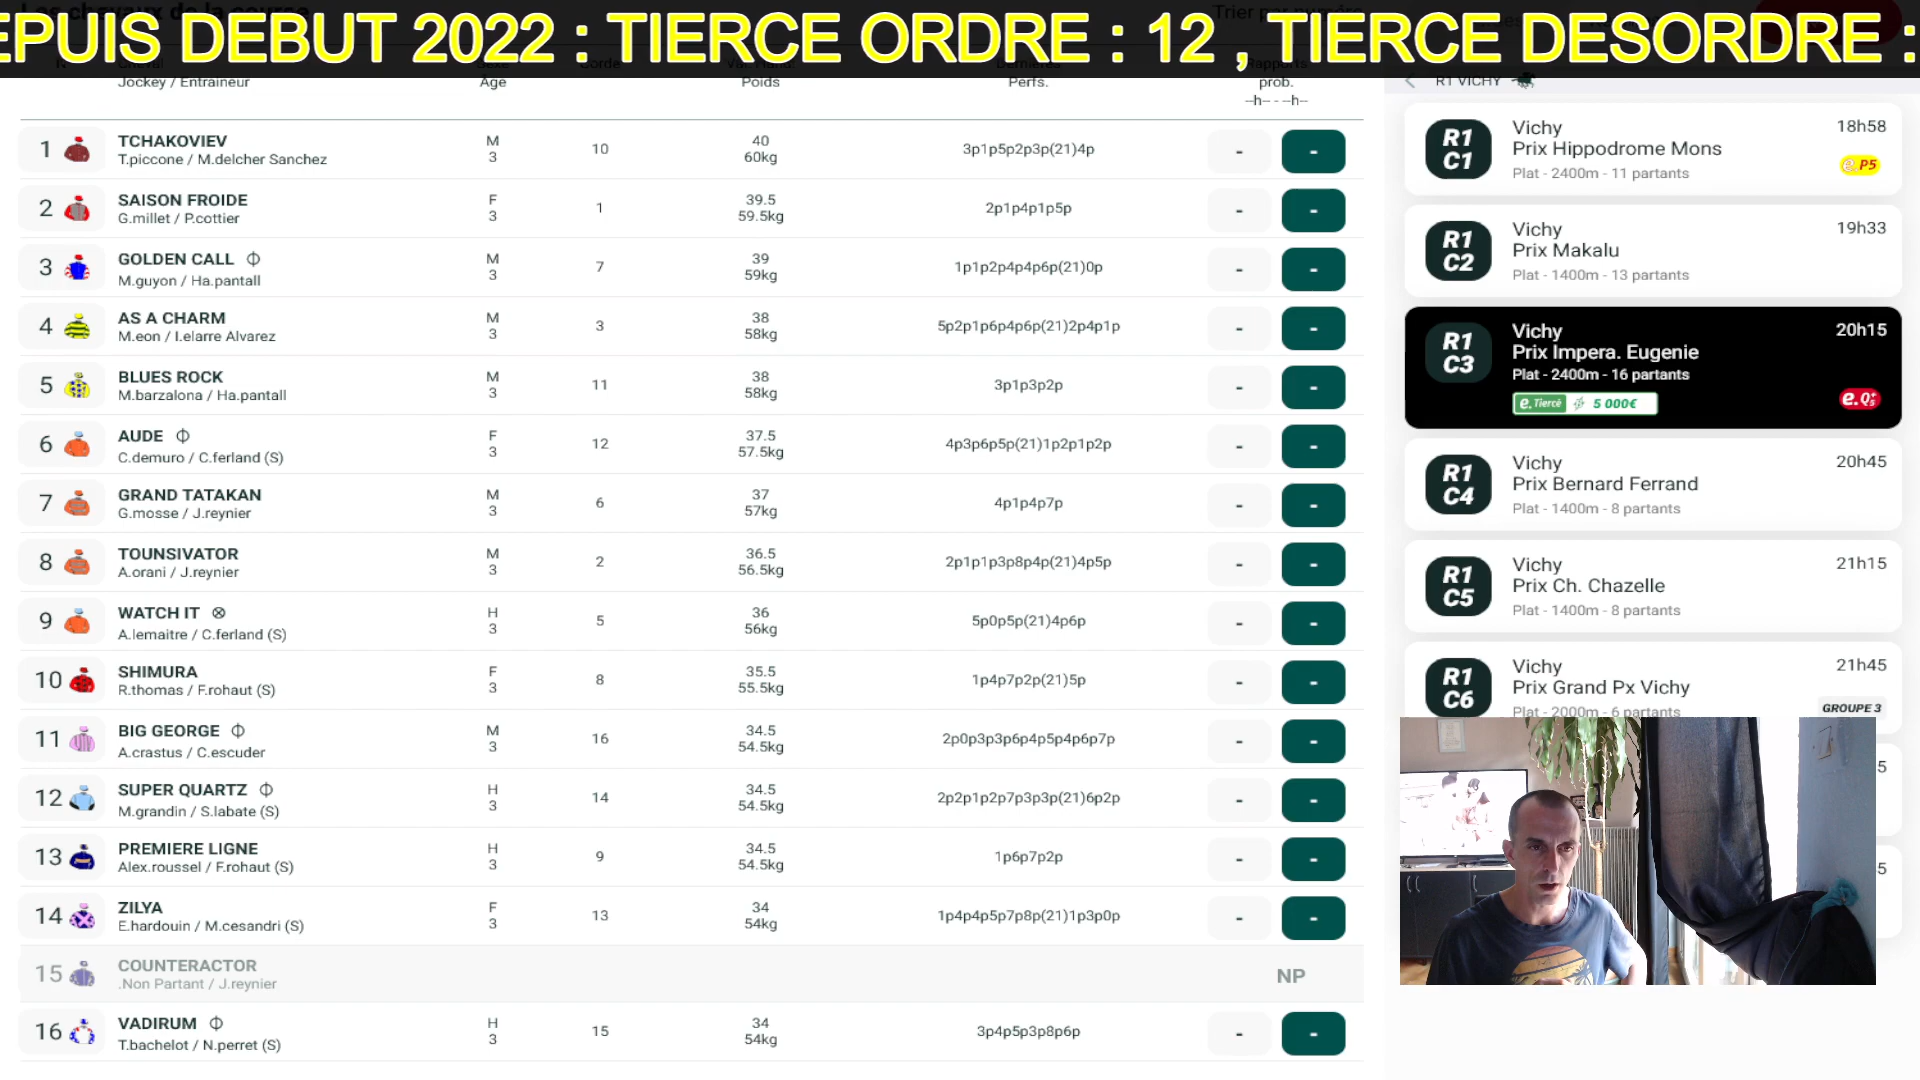 EPUIS DEBUT 2022 : TIERCE ORDRE : 12 , TIERCE DESORDRE :
Jockey / Entraineur
Age
Poids
Perfs.
prob.
--h-- - --h--
1
TCHAKOVIEV
T.piccone / M.delcher Sanchez
M
3
10
40
60kg
3p1p5p2p3p(21)4p
- -
2
SAISON FROIDE
G.millet / P.cottier
F
3
1
39.5
59.5kg
2p1p4p1p5p
- -
3
GOLDEN CALL
M.guyon / Ha.pantall
M
3
7
39
59kg
1p1p2p4p4p6p(21)0p
- -
4
AS A CHARM
M.eon / I.elarre Alvarez
M
3
3
38
58kg
5p2p1p6p4p6p(21)2p4p1p
- -
5
BLUES ROCK
M.barzalona / Ha.pantall
M
3
11
38
58kg
3p1p3p2p
- -
6
AUDE
C.demuro / C.ferland (S)
F
3
12
37.5
57.5kg
4p3p6p5p(21)1p2p1p2p
- -
7
GRAND TATAKAN
G.mosse / J.reynier
M
3
6
37
57kg
4p1p4p7p
- -
8
TOUNSIVATOR
A.orani / J.reynier
M
3
2
36.5
56.5kg
2p1p1p3p8p4p(21)4p5p
- -
9
WATCH IT
A.lemaitre / C.ferland (S)
H
3
5
36
56kg
5p0p5p(21)4p6p
- -
10
SHIMURA
R.thomas / F.rohaut (S)
F
3
8
35.5
55.5kg
1p4p7p2p(21)5p
- -
11
BIG GEORGE
A.crastus / C.escuder
M
3
16
34.5
54.5kg
2p0p3p3p6p4p5p4p6p7p
- -
12
SUPER QUARTZ
M.grandin / S.labate (S)
H
3
14
34.5
54.5kg
2p2p1p2p7p3p3p(21)6p2p
- -
13
PREMIERE LIGNE
Alex.roussel / F.rohaut (S)
H
3
9
34.5
54.5kg
1p6p7p2p
- -
14
ZILYA
E.hardouin / M.cesandri (S)
F
3
13
34
54kg
1p4p4p5p7p8p(21)1p3p0p
- -
15
COUNTERACTOR
.Non Partant / J.reynier
NP
16
VADIRUM
T.bachelot / N.perret (S)
H
3
15
34
54kg
3p4p5p3p8p6p
- -
R1 VICHY
R1
C1
Vichy
Prix Hippodrome Mons
Plat - 2400m - 11 partants
18h58
e.P5
R1
C2
Vichy
Prix Makalu
Plat - 1400m - 13 partants
19h33
R1
C3
Vichy
Prix Impera. Eugenie
Plat - 2400m - 16 partants
e.Tiercé 5 000€
20h15
e.Q+5
R1
C4
Vichy
Prix Bernard Ferrand
Plat - 1400m - 8 partants
20h45
R1
C5
Vichy
Prix Ch. Chazelle
Plat - 1400m - 8 partants
21h15
R1
C6
Vichy
Prix Grand Px Vichy
Plat - 2000m - 6 partants
21h45
GROUPE 3
5
5